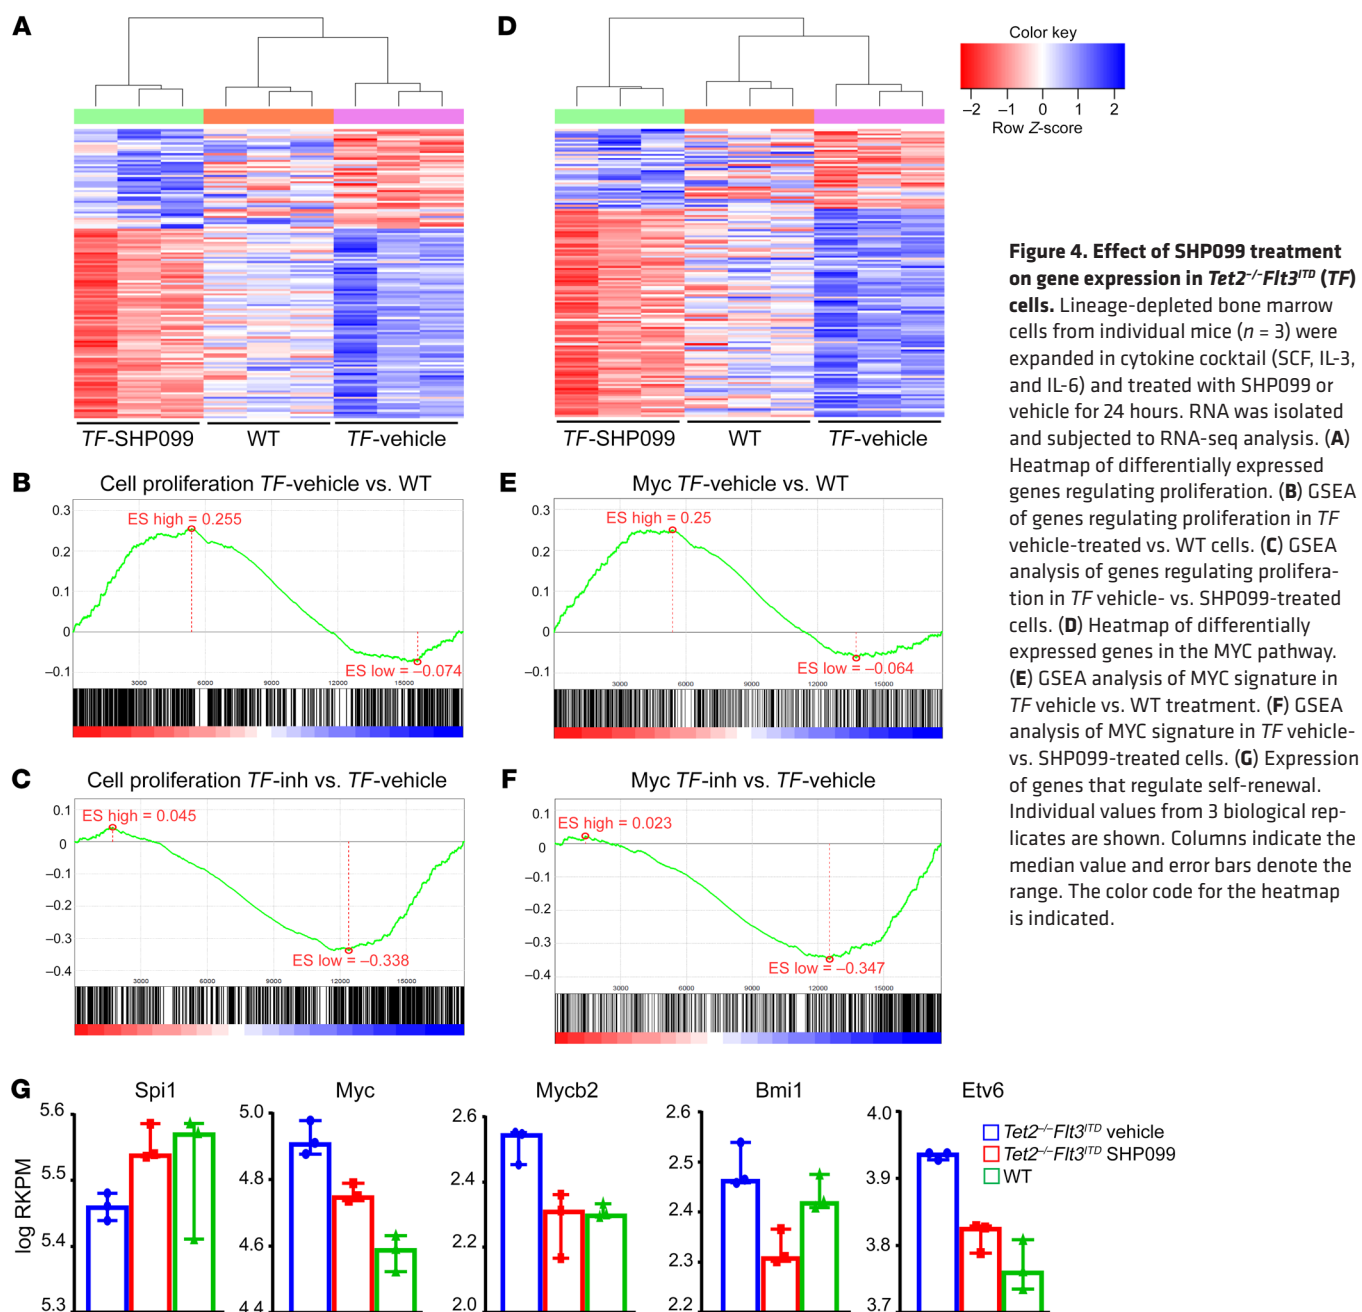 A
D
Color key
–2 –1 0 1 2
Row Z-score
TF-SHP099 WT TF-vehicle
TF-SHP099 WT TF-vehicle
B
Cell proliferation TF-vehicle vs. WT
0.3
0.2
0.1
0
–0.1
ES high = 0.255
ES low = –0.074
3000 6000 9000 12000 15000
E
Myc TF-vehicle vs. WT
0.3
0.2
0.1
0
–0.1
ES high = 0.25
ES low = –0.064
3000 6000 9000 12000 15000
C
Cell proliferation TF-inh vs. TF-vehicle
0.1
0
–0.1
–0.2
–0.3
–0.4
ES high = 0.045
ES low = –0.338
3000 6000 9000 12000 15000
F
Myc TF-inh vs. TF-vehicle
0.1
0
–0.1
–0.2
–0.3
–0.4
ES high = 0.023
ES low = –0.347
3000 6000 9000 12000 15000
Figure 4. Effect of SHP099 treatment
on gene expression in Tet2–/–Flt3ITD (TF)
cells. Lineage-depleted bone marrow
cells from individual mice (n = 3) were
expanded in cytokine cocktail (SCF, IL-3,
and IL-6) and treated with SHP099 or
vehicle for 24 hours. RNA was isolated
and subjected to RNA-seq analysis. (A)
Heatmap of differentially expressed
genes regulating proliferation. (B) GSEA
of genes regulating proliferation in TF
vehicle-treated vs. WT cells. (C) GSEA
analysis of genes regulating prolifera-
tion in TF vehicle- vs. SHP099-treated
cells. (D) Heatmap of differentially
expressed genes in the MYC pathway.
(E) GSEA analysis of MYC signature in
TF vehicle vs. WT treatment. (F) GSEA
analysis of MYC signature in TF vehicle-
vs. SHP099-treated cells. (G) Expression
of genes that regulate self-renewal.
Individual values from 3 biological rep-
licates are shown. Columns indicate the
median value and error bars denote the
range. The color code for the heatmap
is indicated.
G
log RKPM
Spi1
5.6
5.5
5.4
5.3
Myc
5.0
4.8
4.6
4.4
Mycb2
2.6
2.4
2.2
2.0
Bmi1
2.6
2.5
2.4
2.3
2.2
Etv6
4.0
3.9
3.8
3.7
Tet2–/–Flt3ITD vehicle
Tet2–/–Flt3ITD SHP099
WT